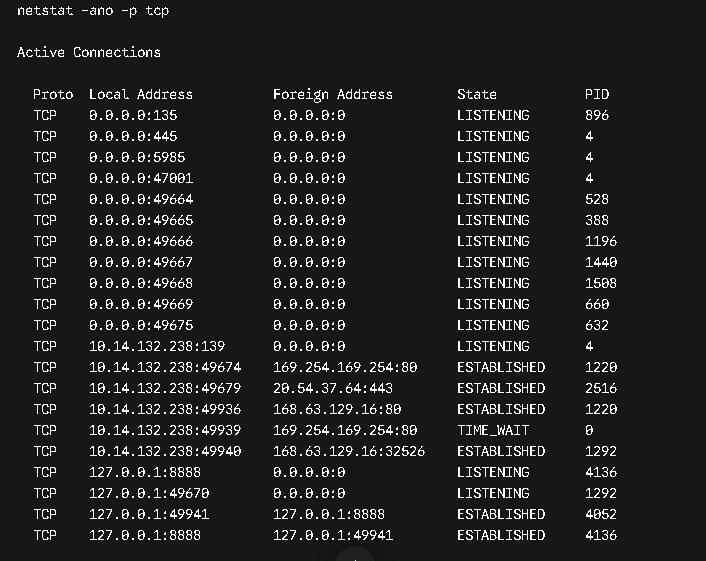 netstat -ano -p tcp
Active Connections
Proto Local Address Foreign Address State PID
TCP 0.0.0.0:135 0.0.0.0:0 LISTENING 896
TCP 0.0.0.0:445 0.0.0.0:0 LISTENING 4
TCP 0.0.0.0:5985 0.0.0.0:0 LISTENING 4
TCP 0.0.0.0:47001 0.0.0.0:0 LISTENING 4
TCP 0.0.0.0:49664 0.0.0.0:0 LISTENING 528
TCP 0.0.0.0:49665 0.0.0.0:0 LISTENING 388
TCP 0.0.0.0:49666 0.0.0.0:0 LISTENING 1196
TCP 0.0.0.0:49667 0.0.0.0:0 LISTENING 1440
TCP 0.0.0.0:49668 0.0.0.0:0 LISTENING 1508
TCP 0.0.0.0:49669 0.0.0.0:0 LISTENING 660
TCP 0.0.0.0:49675 0.0.0.0:0 LISTENING 632
TCP 10.14.132.238:139 0.0.0.0:0 LISTENING 4
TCP 10.14.132.238:49674 169.254.169.254:80 ESTABLISHED 1220
TCP 10.14.132.238:49679 20.54.37.64:443 ESTABLISHED 2516
TCP 10.14.132.238:49936 168.63.129.16:80 ESTABLISHED 1220
TCP 10.14.132.238:49939 169.254.169.254:80 TIME_WAIT 0
TCP 10.14.132.238:49940 168.63.129.16:32526 ESTABLISHED 1292
TCP 127.0.0.1:8888 0.0.0.0:0 LISTENING 4136
TCP 127.0.0.1:49670 0.0.0.0:0 LISTENING 1292
TCP 127.0.0.1:49941 127.0.0.1:8888 ESTABLISHED 4052
TCP 127.0.0.1:8888 127.0.0.1:49941 ESTABLISHED 4136